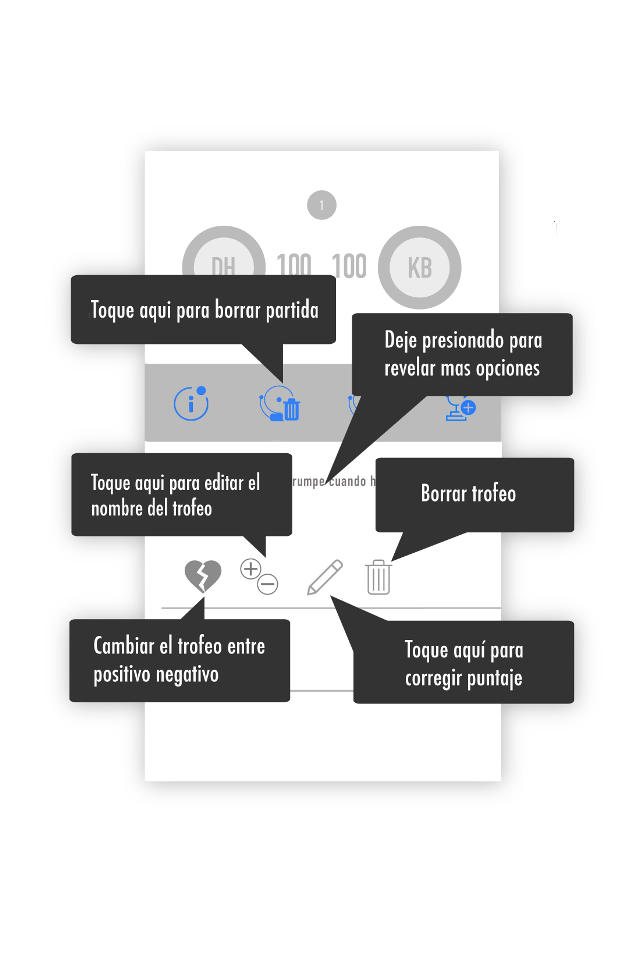 1
DH 100 100 KB
Toque aqui para borrar partida
Deje presionado para
revelar mas opciones
rumpe cuando h
Toque aqui para editar el
nombre del trofeo
Borrar trofeo
Cambiar el trofeo entre
positivo negativo
Toque aquí para
corregir puntaje